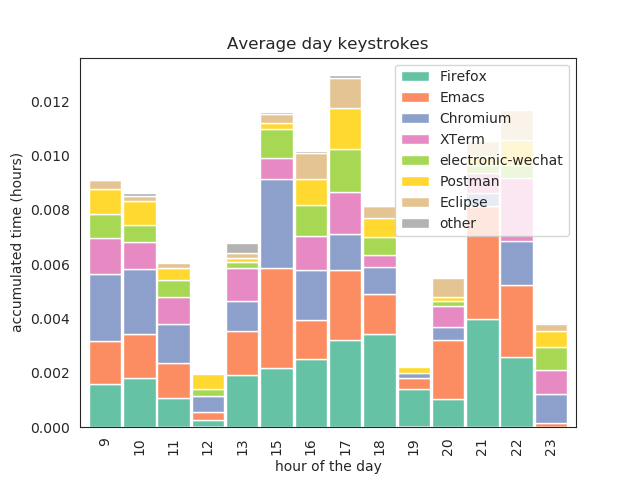 Average day keystrokes
accumulated time (hours)
0.012
0.010
0.008
0.006
0.004
0.002
0.000
Firefox
Emacs
Chromium
XTerm
electronic-wechat
Postman
Eclipse
other
9 10 11 12 13 15 16 17 18 19 20 21 22 23
hour of the day